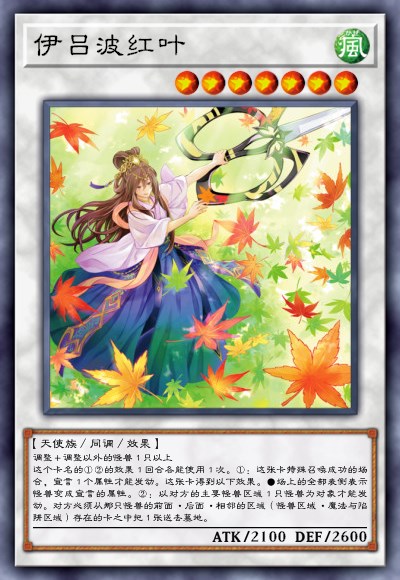 伊吕波红叶
風
【天使族／同调／效果】
调整＋调整以外的怪兽1只以上
这个卡名的①②的效果1回合各能使用1次。①：这张卡特殊召唤成功的场
合，宣言1个属性才能发动。这张卡得到以下效果。●场上的全部表侧表示
怪兽变成宣言的属性。②：以对方的主要怪兽区域1只怪兽为对象才能发
动。对方必须从那只怪兽的前面·后面·相邻的区域（怪兽区域·魔法与陷
阱区域）存在的卡之中把1张送去墓地。
ATK/2100 DEF/2600